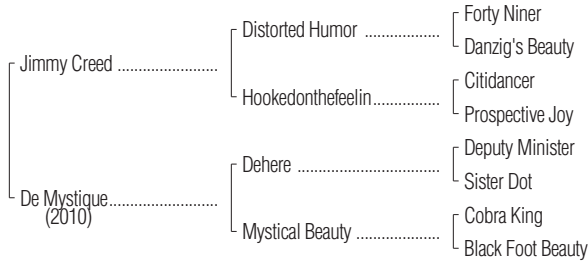 Forty Niner
Distorted Humor ..................
Danzig's Beauty
Jimmy Creed ........................
Citidancer
Hookedonthefeelin................
Prospective Joy
Deputy Minister
Dehere ..................................
Sister Dot
De Mystique..........................
(2010)
Cobra King
Mystical Beauty ....................
Black Foot Beauty